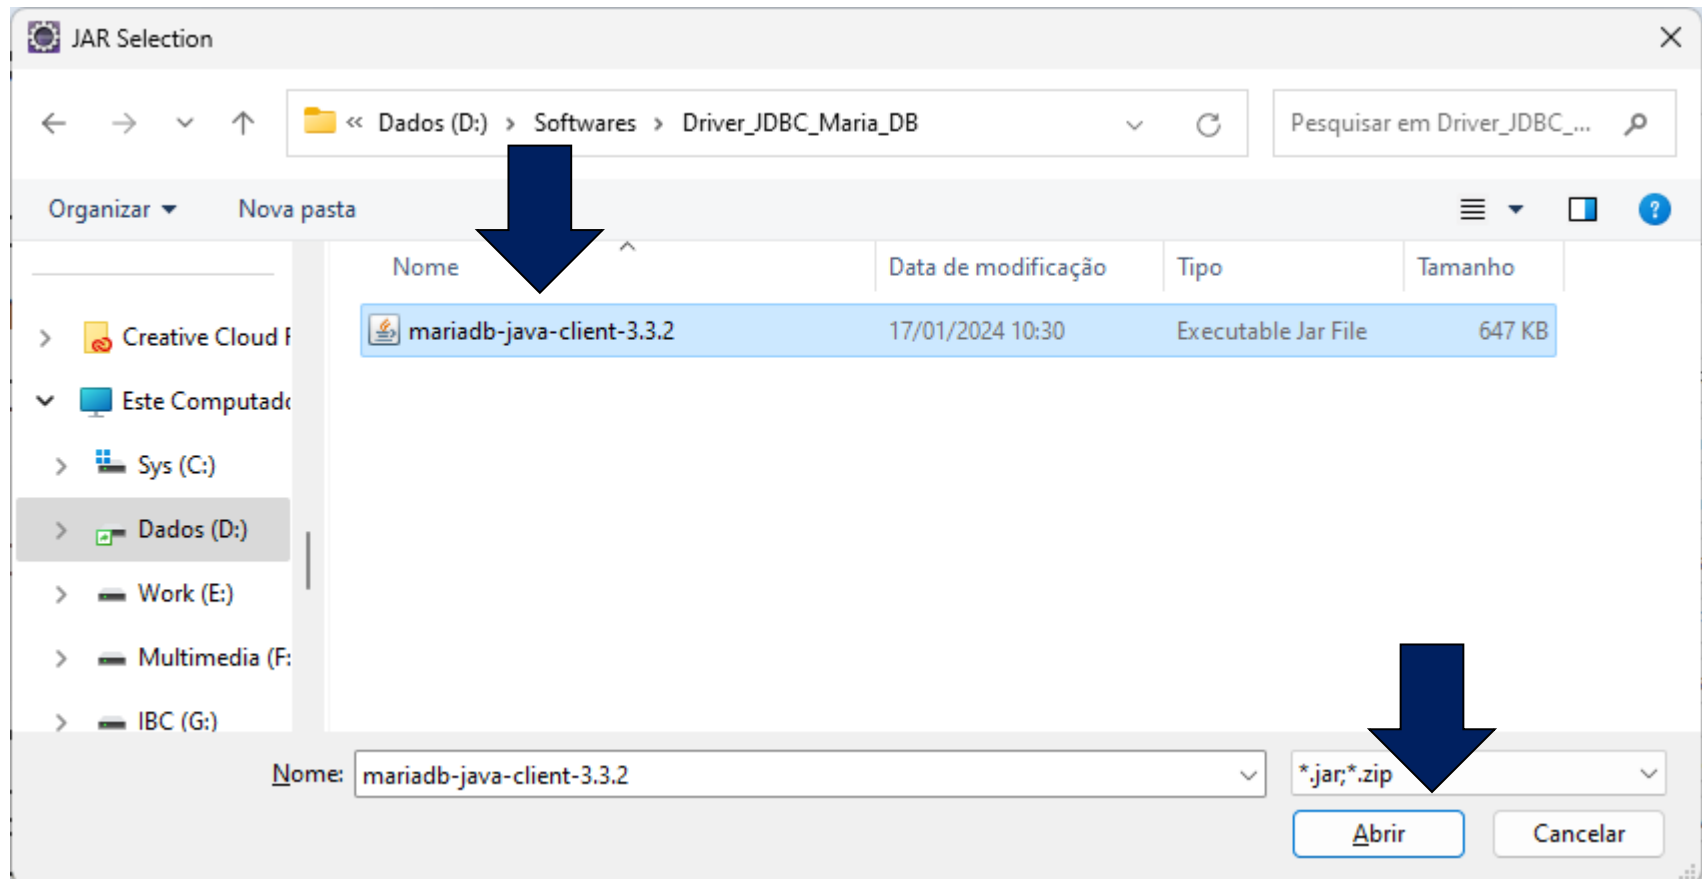 JAR Selection
« Dados (D:) > Softwares > Driver_JDBC_Maria_DB
Pesquisar em Driver_JDBC_...
Organizar
Nova pasta
Nome
Data de modificação
Tipo
Tamanho
mariadb-java-client-3.3.2
17/01/2024 10:30
Executable Jar File
647 KB
Creative Cloud
Este Computad
Sys (C:)
Dados (D:)
Work (E:)
Multimedia (F:
IBC (G:)
Nome: mariadb-java-client-3.3.2
*.jar;*.zip
Abrir
Cancelar